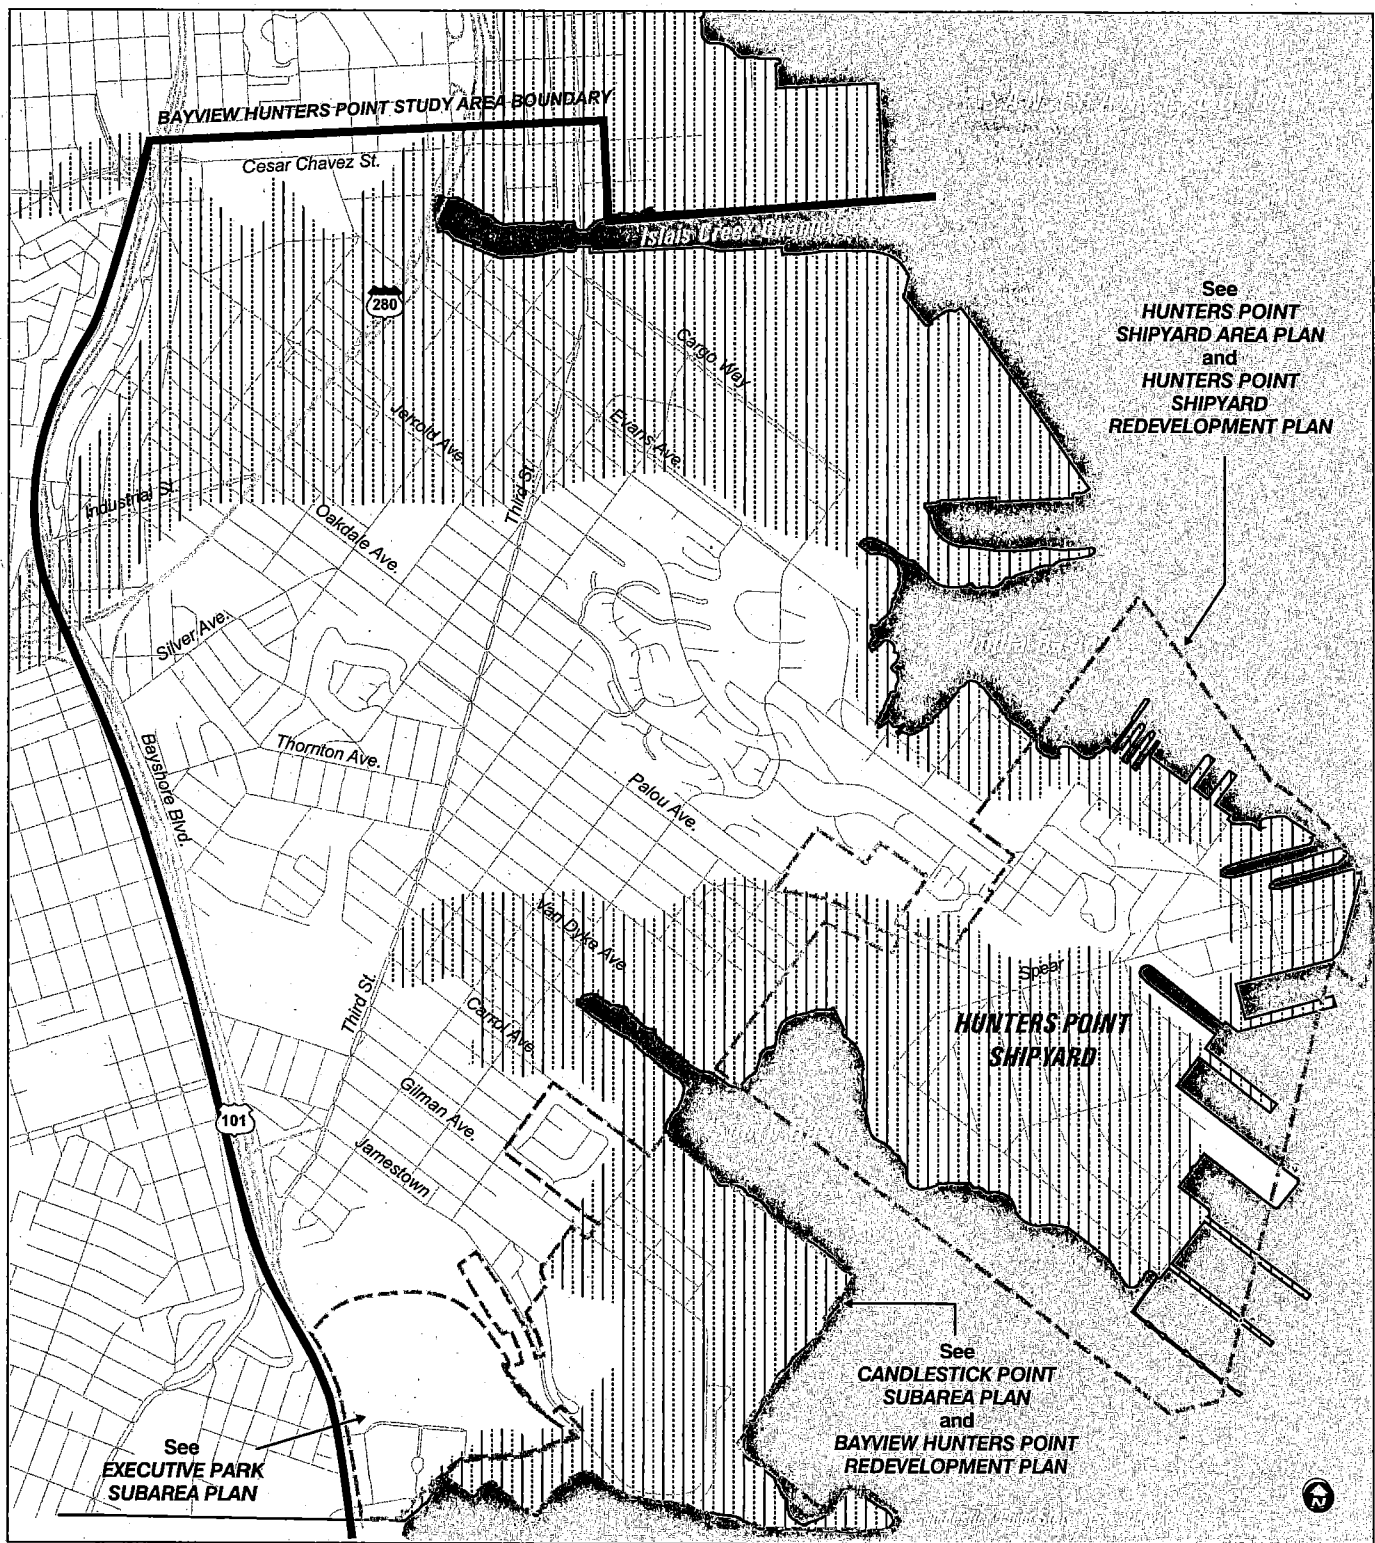 BAYVIEW HUNTERS POINT STUDY AREA BOUNDARY
Cesar Chavez St.
Islais Creek Channel
280
See
HUNTERS POINT
SHIPYARD AREA PLAN
and
HUNTERS POINT
SHIPYARD
REDEVELOPMENT PLAN
Cargo Way
Jerrold Ave
Evans Ave.
Third St.
Industrial St.
Oakdale Ave.
Silver Ave.
Thornton Ave.
Bayshore Blvd.
Palou Ave.
Van Dyke Ave
Spear
Third St.
Carrol Ave.
HUNTERS POINT
SHIPYARD
Gilman Ave.
101
Jamestown
See
CANDLESTICK POINT
SUBAREA PLAN
and
BAYVIEW HUNTERS POINT
REDEVELOPMENT PLAN
See
EXECUTIVE PARK
SUBAREA PLAN
N